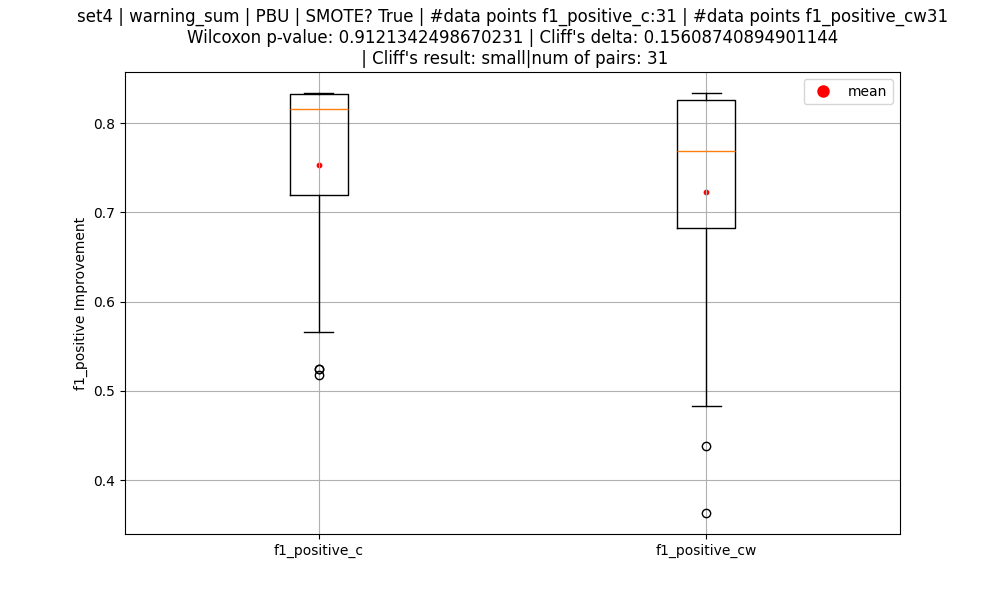 set4 | warning_sum | PBU | SMOTE? True | #data points f1_positive_c:31 | #data points f1_positive_cw31
Wilcoxon p-value: 0.9121342498670231 | Cliff's delta: 0.15608740894901144
| Cliff's result: small|num of pairs: 31
mean
0.8
0.7
0.6
0.5
0.4
f1_positive Improvement
f1_positive_c
f1_positive_cw